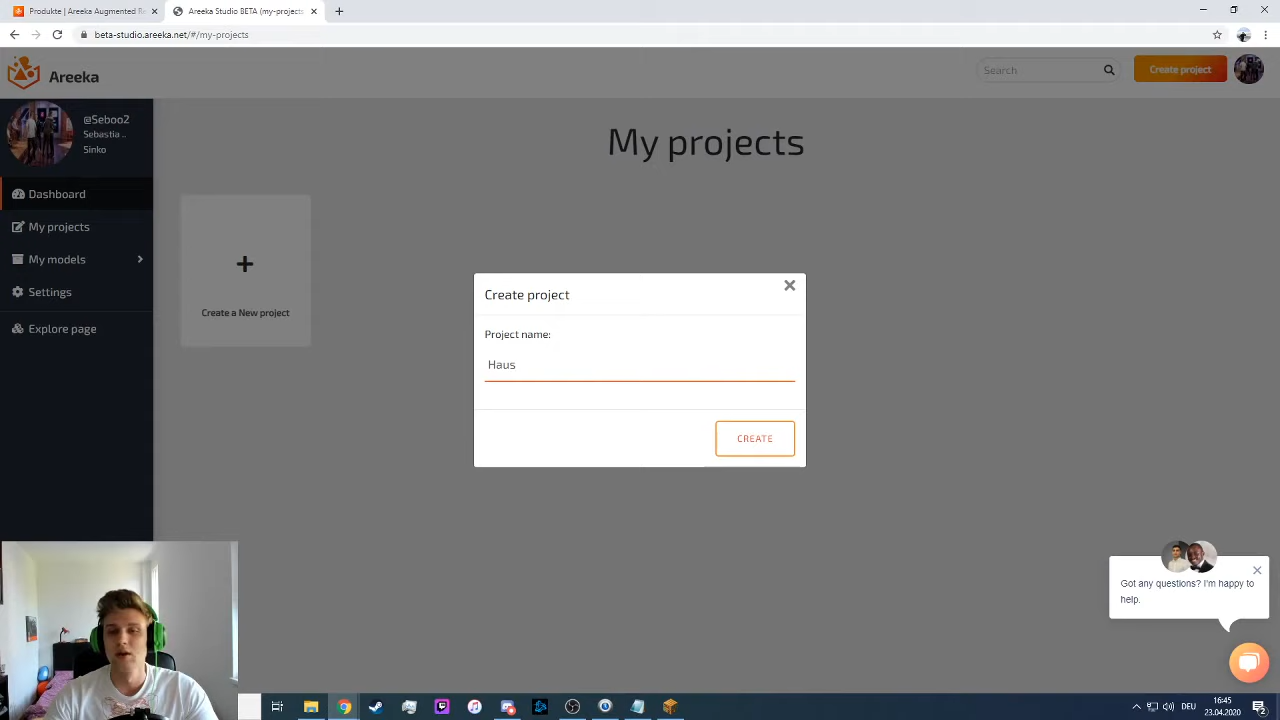 Produkte | Areeka Augmented Re
Areeka Studio BETA (my-projects
beta-studio.areeka.net/#/my-projects
Areeka
Search
Create project
@Seboo2
Sebastia ..
Sinko
Dashboard
My projects
My models
Settings
Explore page
My projects
Create a New project
Create project
Project name:
Haus
CREATE
Got any questions? I'm happy to
help.
DEU
16:45
23.04.2020
2